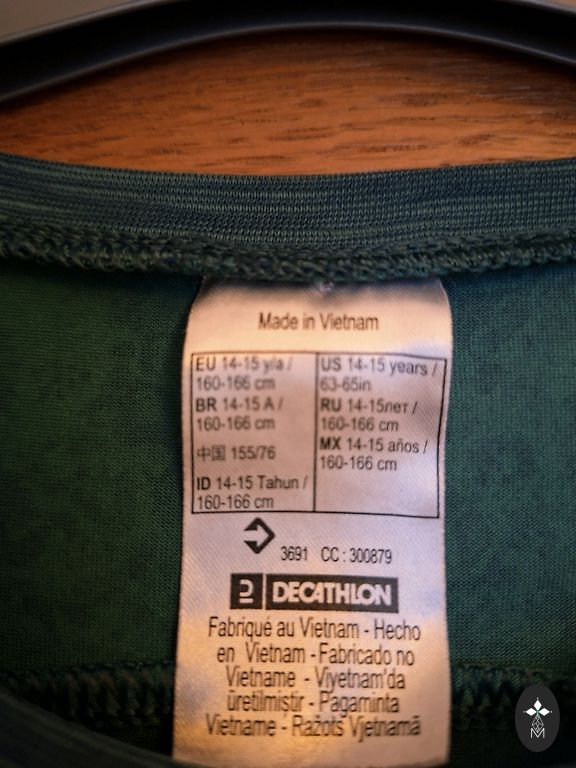 Made in Vietnam
EU 14-15 y/a /
160-166 cm
BR 14-15 A /
160-166 cm
中国 155/76
ID 14-15 Tahun /
160-166 cm
US 14-15 years /
63-65in
RU 14-15лет /
160-166 cm
MX 14-15 años /
160-166 cm
3691 CC : 300879
DECATHLON
Fabriqué au Vietnam - Hecho
en Vietnam - Fabricado no
Vietname - Viyetnam'da
üretilmiştir - Pagaminta
Vietname - Ražots Vjetnamā
M